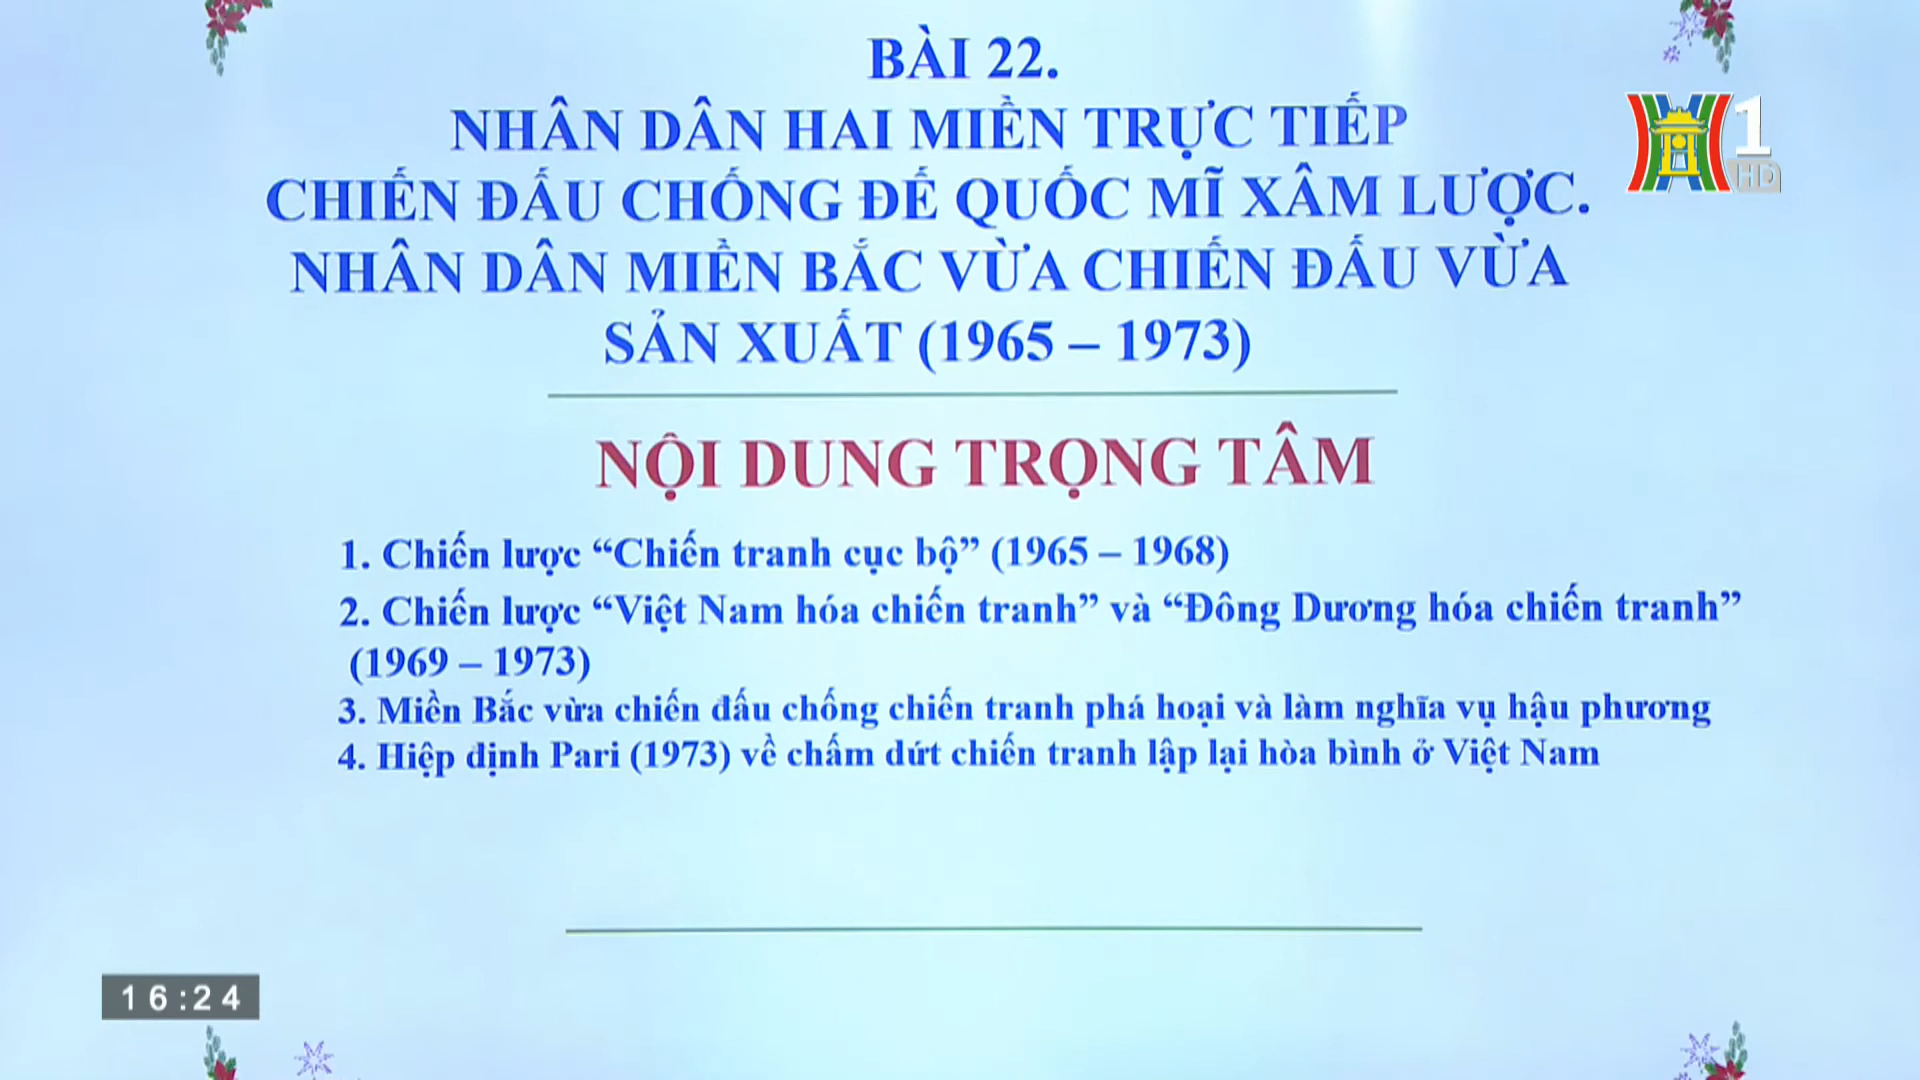 BÀI 22.
NHÂN DÂN HAI MIỀN TRỰC TIẾP
CHIẾN ĐẤU CHỐNG ĐẾ QUỐC MĨ XÂM LƯỢC.
NHÂN DÂN MIỀN BẮC VỪA CHIẾN ĐẤU VỪA
SẢN XUẤT (1965 – 1973)
NỘI DUNG TRỌNG TÂM
1. Chiến lược “Chiến tranh cục bộ” (1965 – 1968)
2. Chiến lược “Việt Nam hóa chiến tranh” và “Đông Dương hóa chiến tranh”
(1969 – 1973)
3. Miền Bắc vừa chiến đấu chống chiến tranh phá hoại và làm nghĩa vụ hậu phương
4. Hiệp định Pari (1973) về chấm dứt chiến tranh lập lại hòa bình ở Việt Nam
H1
HD
16:24